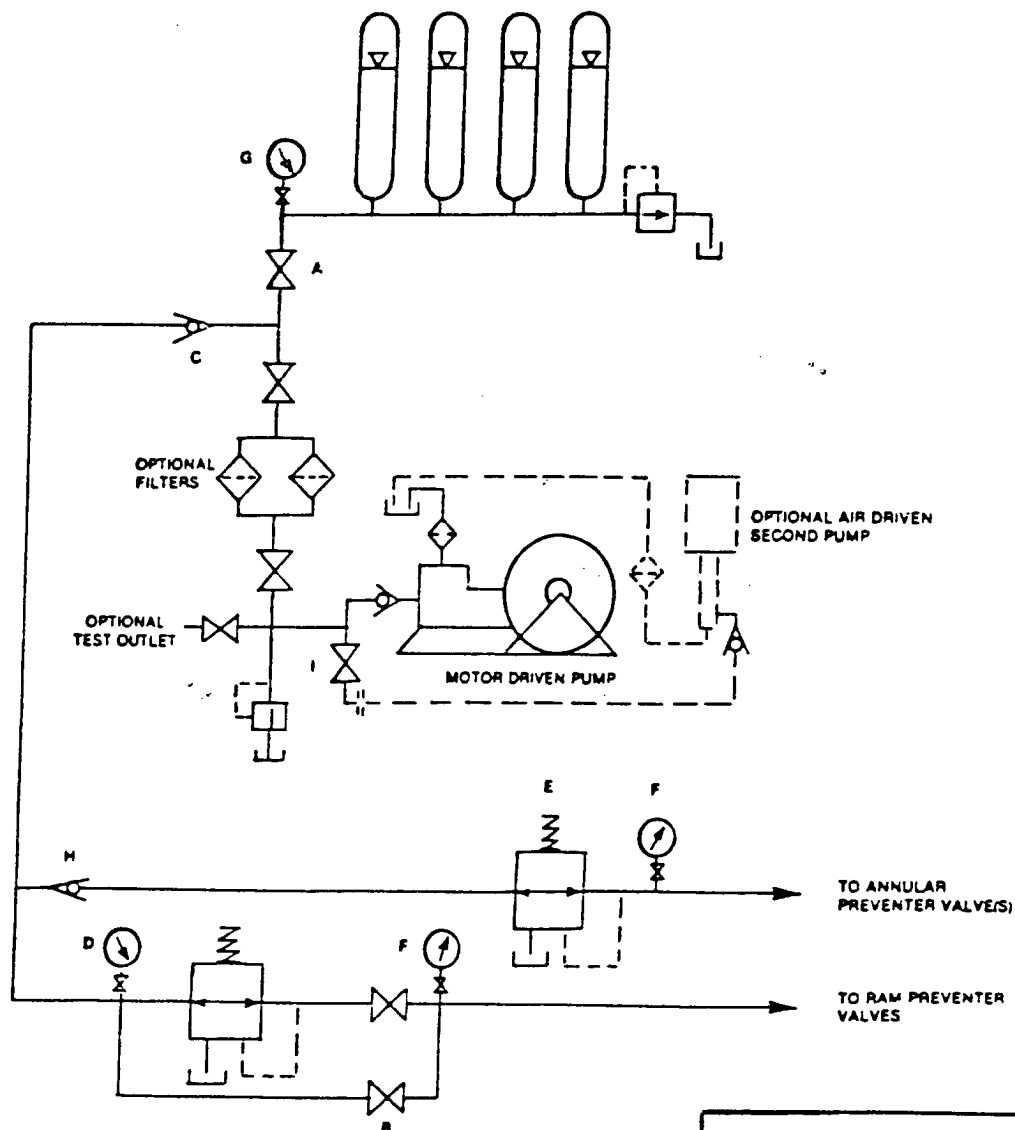 G
A
C
OPTIONAL
FILTERS
OPTIONAL AIR DRIVEN
SECOND PUMP
OPTIONAL
TEST OUTLET
I
MOTOR DRIVEN PUMP
E
F
H
TO ANNULAR
PREVENTER VALVE(S)
D
F
TO RAM PREVENTER
VALVES